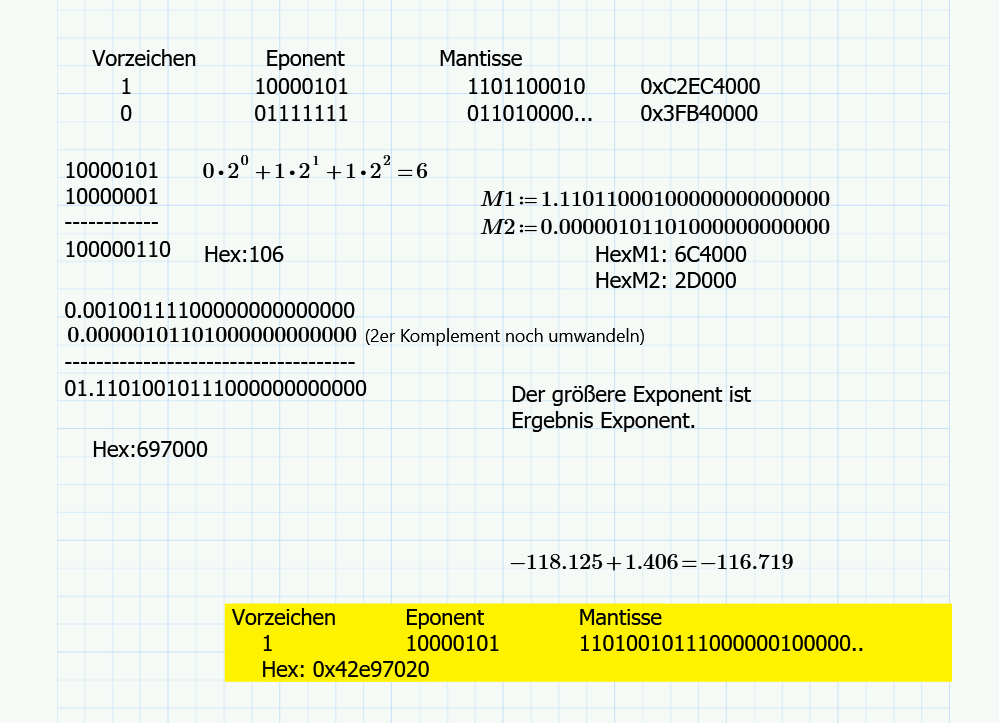 Vorzeichen Eponent Mantisse
1 10000101 1101100010 0xC2EC4000
0 01111111 011010000... 0x3FB40000
10000101 0•2^0+1•2^1+1•2^2=6
10000001
------------
100000110 Hex:106
M1:=1.11011000100000000000000
M2:=0.00000101101000000000000
HexM1: 6C4000
HexM2: 2D000
0.00100111100000000000000
0.00000101101000000000000 (2er Komplement noch umwandeln)
-------------------------------------
01.11010010111000000000000
Der größere Exponent ist
Ergebnis Exponent.
Hex:697000
−118.125+1.406=−116.719
Vorzeichen Eponent Mantisse
1 10000101 11010010111000000100000..
Hex: 0x42e97020